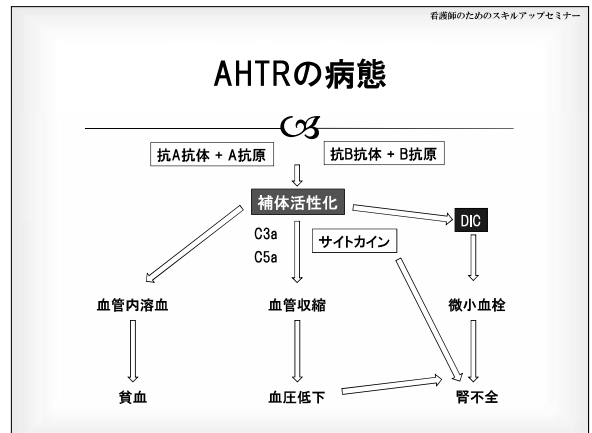 看護師のためのスキルアップセミナー
AHTRの病態
抗A抗体 + A抗原
抗B抗体 + B抗原
補体活性化
DIC
C3a
サイトカイン
C5a
血管内溶血
血管収縮
微小血栓
貧血
血圧低下
腎不全